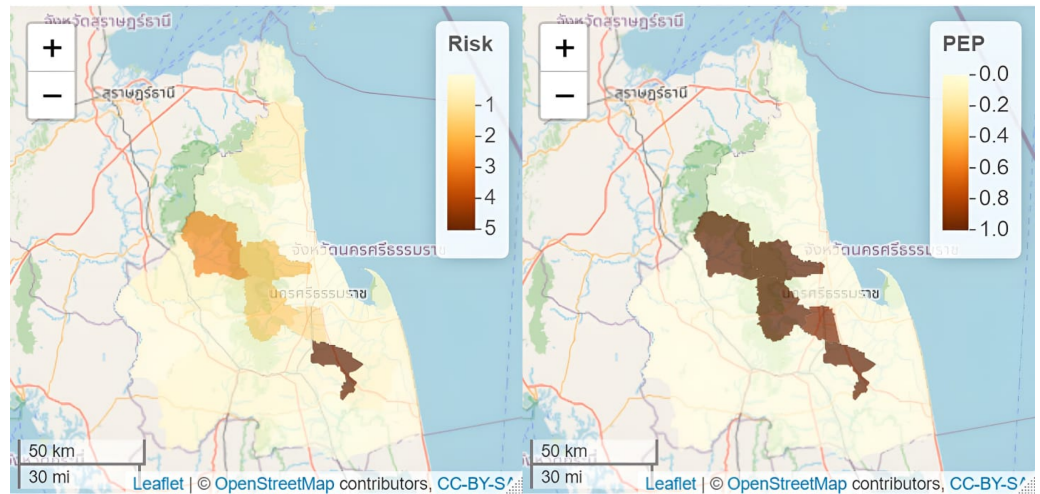 จังหวัดสุราษฎร์ธานี
+
−
สุราษฎร์ธานี
Risk
1
2
3
4
5
จังหวัดนครศรีธรรมราช
นครศรีธรรมราช
50 km
30 mi
Leaflet | © OpenStreetMap contributors, CC-BY-SA
จังหวัดสุราษฎร์ธานี
+
−
สุราษฎร์ธานี
PEP
0.0
0.2
0.4
0.6
0.8
1.0
จังหวัดนครศรีธรรมราช
นครศรีธรรมราช
50 km
30 mi
Leaflet | © OpenStreetMap contributors, CC-BY-SA